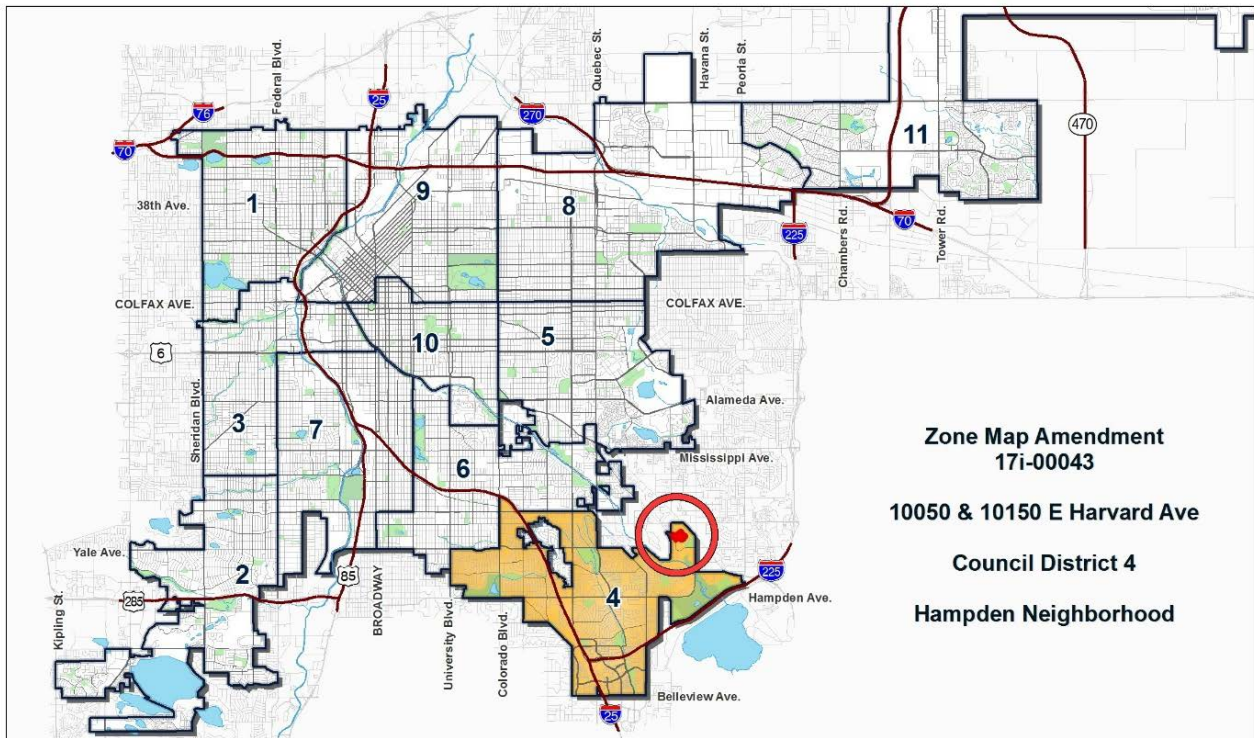 Federal Blvd.
Quebec St.
Havana St.
Peoria St.
25
76
270
70
470
11
9
1
8
38th Ave.
225
70
Chambers Rd.
Tower Rd.
COLFAX AVE.
COLFAX AVE.
6
10
5
Sheridan Blvd.
3
7
Alameda Ave.
6
Mississippi Ave.
Zone Map Amendment
17i-00043
10050 & 10150 E Harvard Ave
Council District 4
Hampden Neighborhood
Yale Ave.
2
85
285
Kipling St.
BROADWAY
University Blvd.
Colorado Blvd.
4
225
Hampden Ave.
Belleview Ave.
25